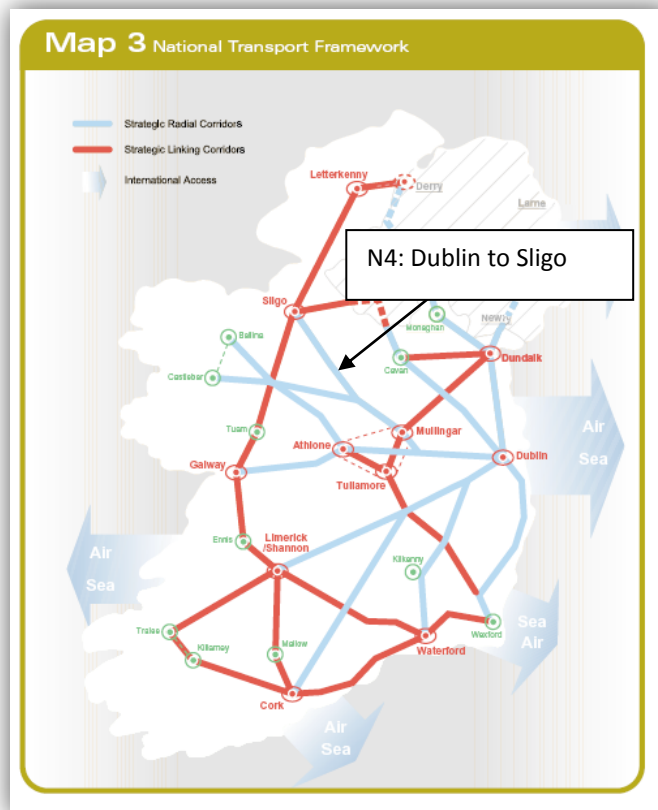 Map 3 National Transport Framework
Strategic Radial Corridors
Strategic Linking Corridors
International Access
Letterkenny
Derry
Larne
N4: Dublin to Sligo
Sligo
Monaghan
Newry
Ballina
Cavan
Dundalk
Castlebar
Tuam
Mullingar
Athlone
Air
Sea
Galway
Dublin
Tullamore
Ennis
Limerick
/Shannon
Air
Sea
Kilkenny
Tralee
Killarney
Mallow
Waterford
Wexford
Sea
Air
Cork
Air
Sea